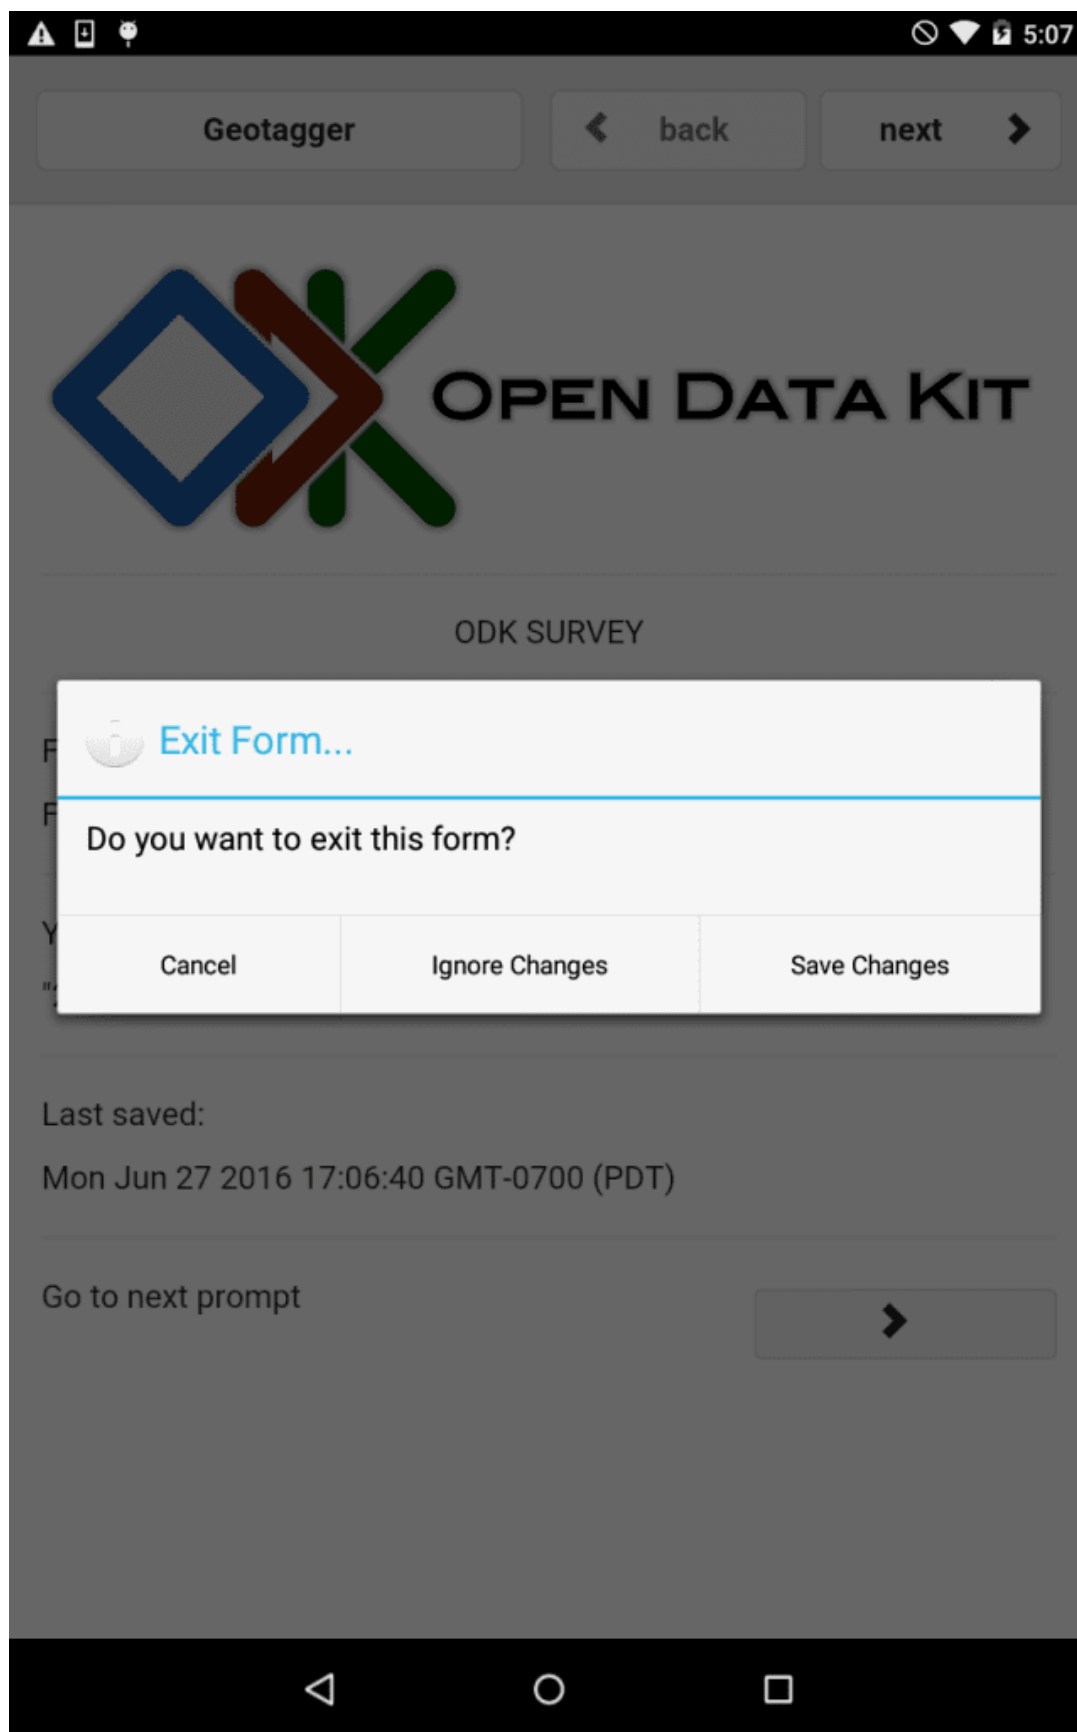 5:07
Geotagger back next
OPEN DATA KIT
ODK SURVEY
Exit Form...
Do you want to exit this form?
Cancel Ignore Changes Save Changes
Last saved:
Mon Jun 27 2016 17:06:40 GMT-0700 (PDT)
Go to next prompt